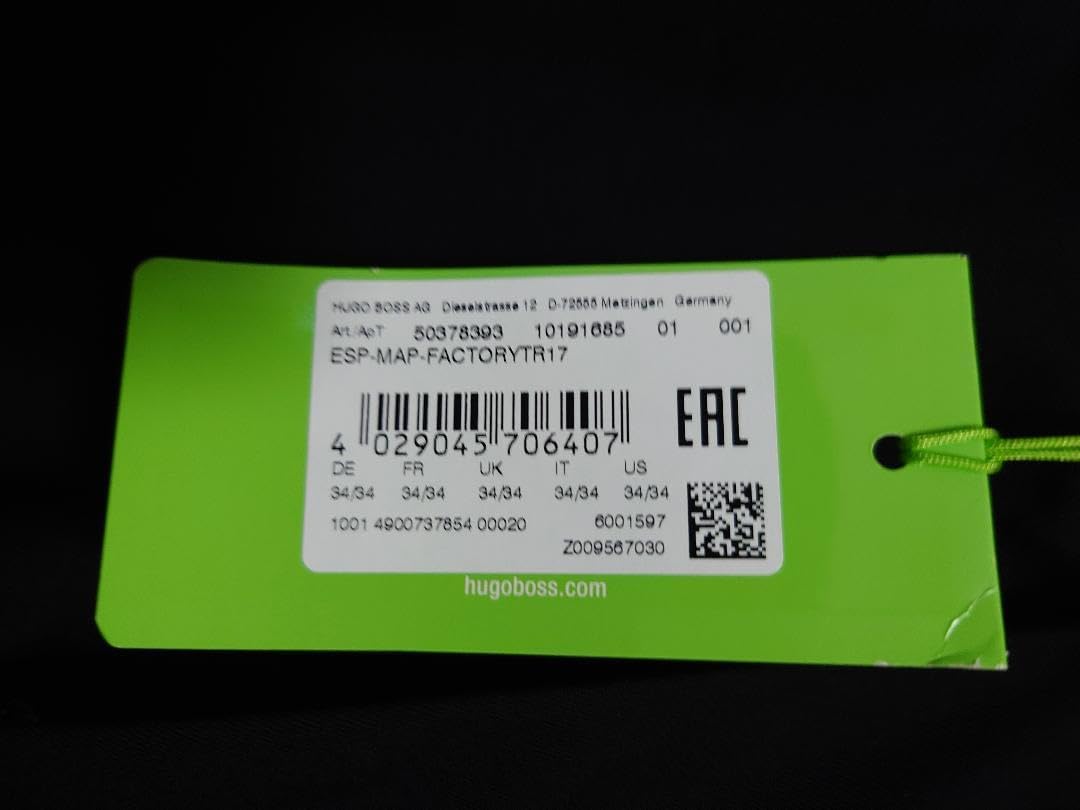 HUGO BOSS AG Dieselstrasse 12 D-72555 Metzingen Germany
Art./АрТ 50378393 10191685 01 001
ESP-MAP-FACTORYTR17
EAC
4 029045 706407
DE FR UK IT US
34/34 34/34 34/34 34/34 34/34
1001 4900737854 00020 6001597
Z009567030
hugoboss.com